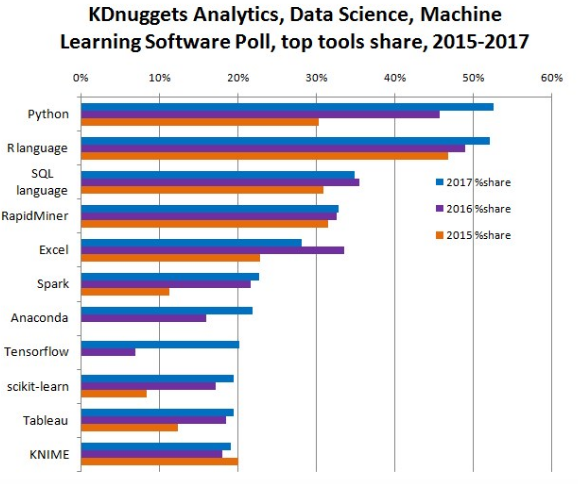 KDnuggets Analytics, Data Science, Machine
Learning Software Poll, top tools share, 2015-2017
0% 10% 20% 30% 40% 50% 60%
Python
R language
SQL
language
RapidMiner
Excel
Spark
Anaconda
Tensorflow
scikit-learn
Tableau
KNIME
2017 %share
2016 %share
2015 %share